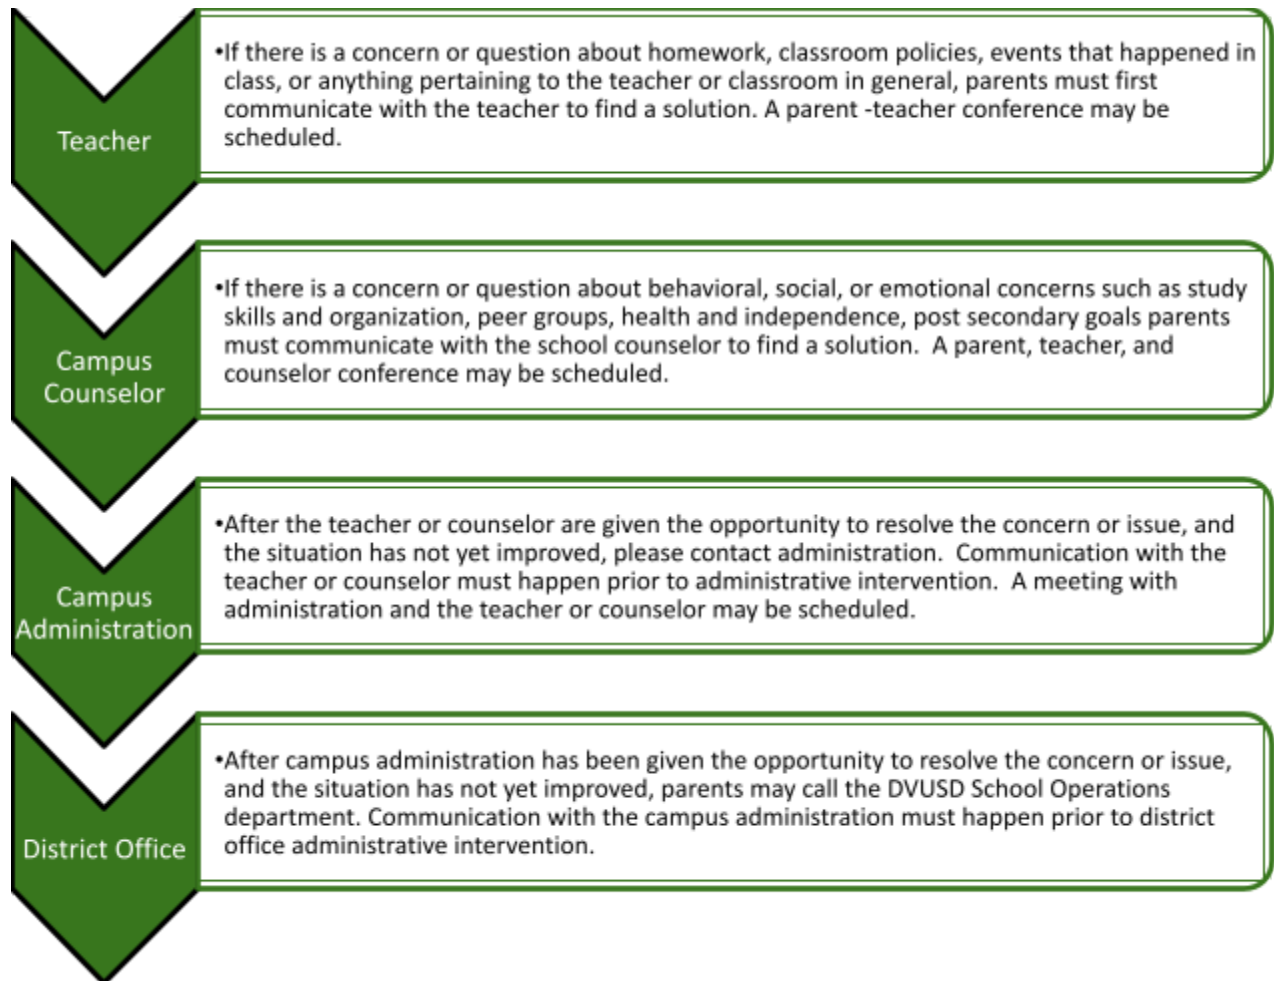 Teacher
•If there is a concern or question about homework, classroom policies, events that happened in
class, or anything pertaining to the teacher or classroom in general, parents must first
communicate with the teacher to find a solution. A parent -teacher conference may be
scheduled.
Campus
Counselor
•If there is a concern or question about behavioral, social, or emotional concerns such as study
skills and organization, peer groups, health and independence, post secondary goals parents
must communicate with the school counselor to find a solution.  A parent, teacher, and
counselor conference may be scheduled.
Campus
Administration
•After the teacher or counselor are given the opportunity to resolve the concern or issue, and
the situation has not yet improved, please contact administration.  Communication with the
teacher or counselor must happen prior to administrative intervention.  A meeting with
administration and the teacher or counselor may be scheduled.
District Office
•After campus administration has been given the opportunity to resolve the concern or issue,
and the situation has not yet improved, parents may call the DVUSD School Operations
department. Communication with the campus administration must happen prior to district
office administrative intervention.